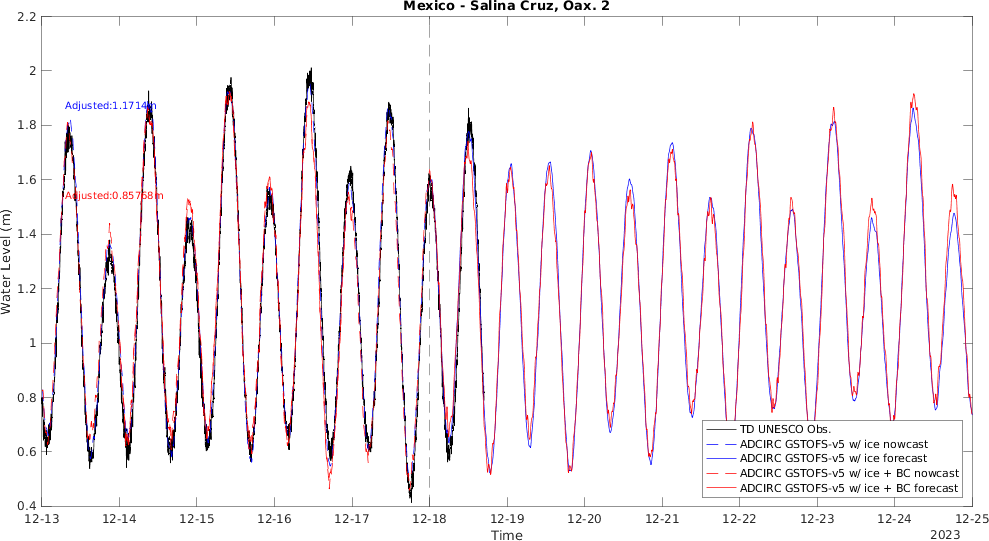 Mexico - Salina Cruz, Oax. 2
2.2
2
1.8
1.6
1.4
1.2
1
0.8
0.6
0.4
Water Level (m)
Adjusted:1.1714m
Adjusted:0.85768m
TD UNESCO Obs.
ADCIRC GSTOFS-v5 w/ ice nowcast
ADCIRC GSTOFS-v5 w/ ice forecast
ADCIRC GSTOFS-v5 w/ ice + BC nowcast
ADCIRC GSTOFS-v5 w/ ice + BC forecast
12-13 12-14 12-15 12-16 12-17 12-18 12-19 12-20 12-21 12-22 12-23 12-24 12-25
Time
2023